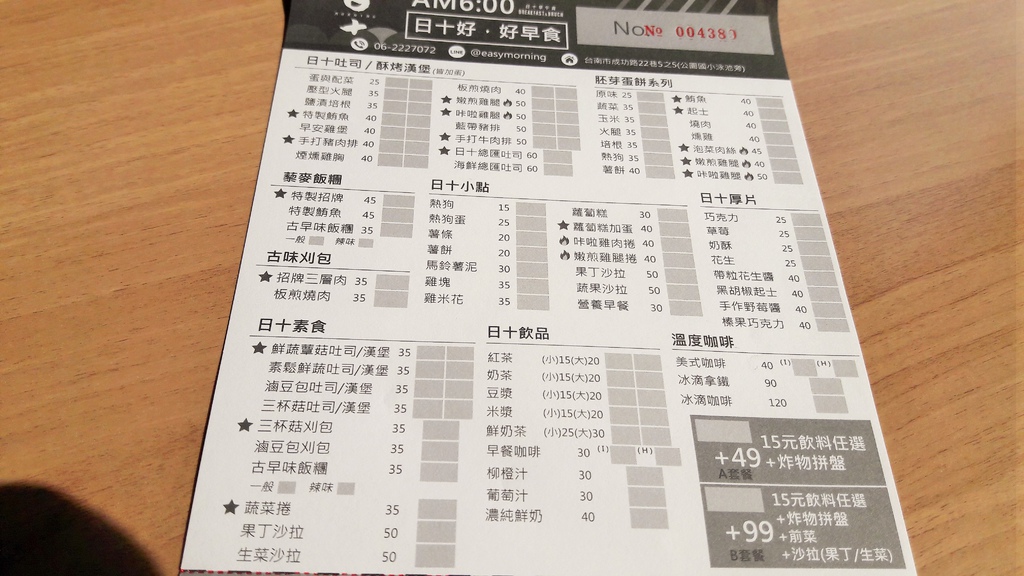 AM6:00
日十早午餐
BREAKFAST&BRUCH
日十好・好早食
No № 004389
06-2227072 LINE @easymorning 台南市成功路22巷5之5(公園國小泳池旁)
日十吐司/酥烤漢堡(皆加蛋)
蛋與配菜 25
壓型火腿 35
鹽漬培根 35
★特製鮪魚 40
早安雞堡 40
★手打豬肉排 40
煙燻雞胸 40
板煎燒肉 40
★嫩煎雞腿 50
★咔啦雞腿 50
藍帶豬排 50
★手打牛肉排 50
★日十總匯吐司 60
海鮮總匯吐司 60
胚芽蛋餅系列
原味 25
蔬菜 35
玉米 35
火腿 35
培根 35
熱狗 35
薯餅 40
★鮪魚 40
★起士 40
燒肉 40
燻雞 40
★泡菜肉絲 45
★嫩煎雞腿 40
★咔啦雞腿 50
藜麥飯糰
★特製招牌 45
特製鮪魚 45
古早味飯糰 35
一般 辣味
古味刈包
★招牌三層肉 35
板煎燒肉 35
日十小點
熱狗 15
熱狗蛋 25
薯條 20
薯餅 20
馬鈴薯泥 30
雞塊 35
雞米花 35
蘿蔔糕 30
★蘿蔔糕加蛋 40
咔啦雞肉捲 40
嫩煎雞腿捲 40
果丁沙拉 50
蔬果沙拉 50
營養早餐 30
日十厚片
巧克力 25
草莓 25
奶酥 25
花生 25
帶粒花生醬 40
黑胡椒起士 40
手作野莓醬 40
榛果巧克力 40
日十素食
★鮮蔬蕈菇吐司/漢堡 35
素鬆鮮蔬吐司/漢堡 35
滷豆包吐司/漢堡 35
三杯菇吐司/漢堡 35
★三杯菇刈包 35
滷豆包刈包 35
古早味飯糰 35
一般 辣味
★蔬菜捲 35
果丁沙拉 50
生菜沙拉 50
日十飲品
紅茶 (小)15(大)20
奶茶 (小)15(大)20
豆漿 (小)15(大)20
米漿 (小)15(大)20
鮮奶茶 (小)25(大)30
早餐咖啡 30 (I) (H)
柳橙汁 30
葡萄汁 30
濃純鮮奶 40
溫度咖啡
美式咖啡 40 (I) (H)
冰滴拿鐵 90
冰滴咖啡 120
+49 15元飲料任選
+炸物拼盤
A套餐
+99 15元飲料任選
+炸物拼盤
+前菜
+沙拉(果丁/生菜)
B套餐